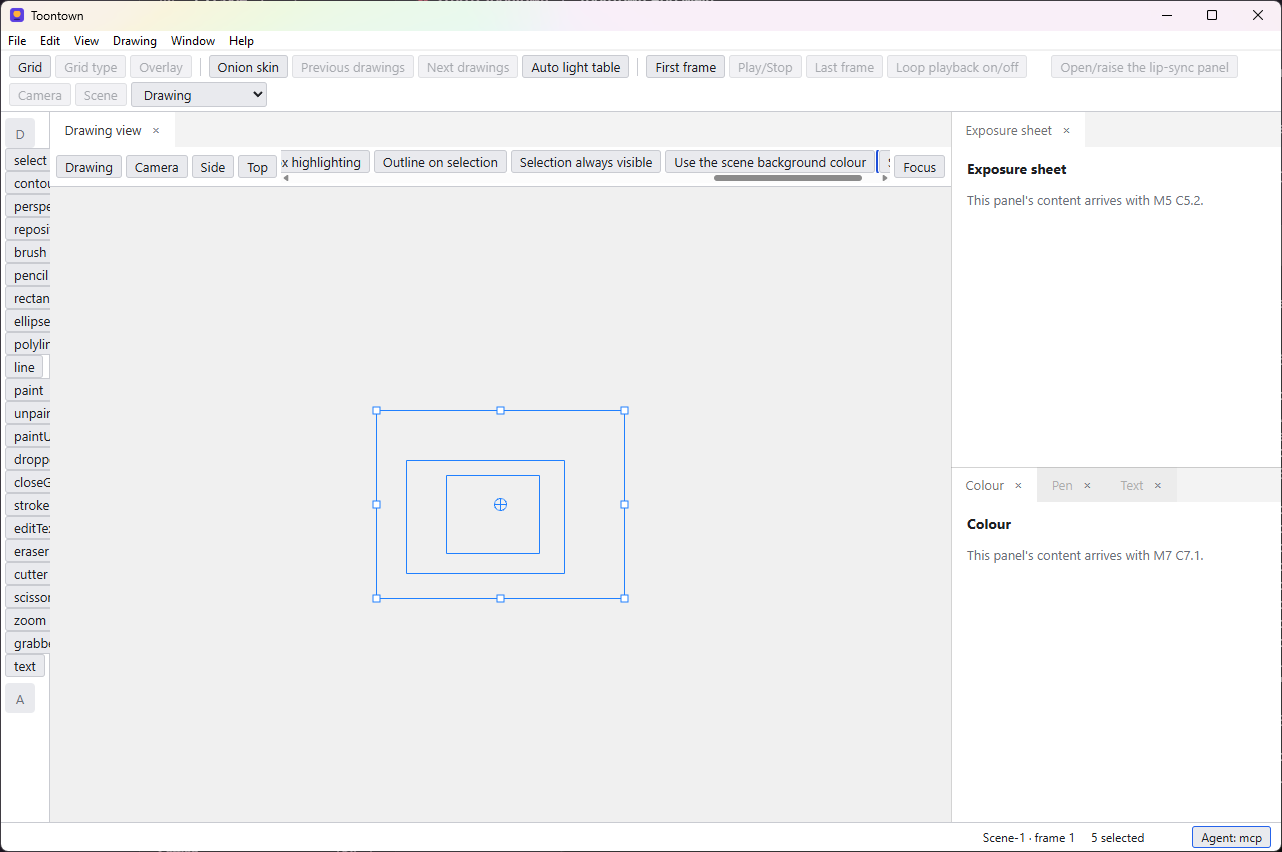 Toontown
File Edit View Drawing Window Help
Grid Grid type Overlay Onion skin Previous drawings Next drawings Auto light table First frame Play/Stop Last frame Loop playback on/off Open/raise the lip-sync panel
Camera Scene Drawing
D
Drawing view ×
Exposure sheet ×
Drawing Camera Side Top x highlighting Outline on selection Selection always visible Use the scene background colour Focus
Exposure sheet
This panel's content arrives with M5 C5.2.
select
contou
perspe
reposi
brush
pencil
rectan
ellipse
polylin
line
paint
unpain
paintU
droppe
closeG
stroke
editTex
eraser
cutter
scissor
zoom
grabbe
text
A
Colour × Pen × Text ×
Colour
This panel's content arrives with M7 C7.1.
Scene-1 · frame 1 5 selected Agent: mcp